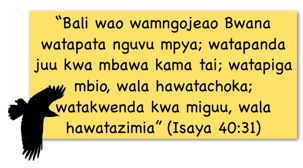 “Bali wao wamngojeao Bwana
watapata nguvu mpya; watapanda
juu kwa mbawa kama tai; watapiga
mbio, wala hawatachoka;
watakwenda kwa miguu, wala
hawatazimia” (Isaya 40:31)